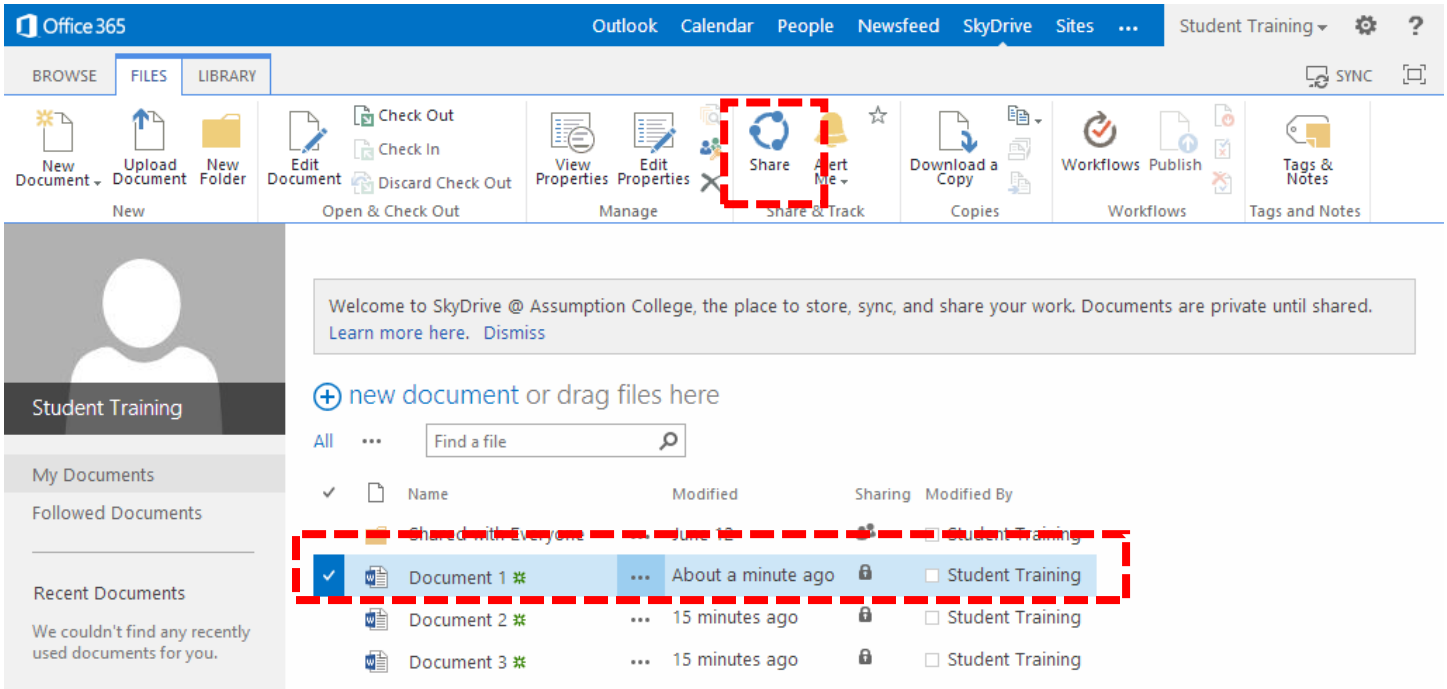 Office 365 Outlook Calendar People Newsfeed SkyDrive Sites ••• Student Training ?
BROWSE FILES LIBRARY SYNC
New Document
Upload Document
New Folder
New
Edit Document
Check Out
Check In
Discard Check Out
Open & Check Out
View Properties
Edit Properties
Manage
Share
Alert Me
Share & Track
Download a Copy
Copies
Workflows
Publish
Workflows
Tags & Notes
Tags and Notes
Welcome to SkyDrive @ Assumption College, the place to store, sync, and share your work. Documents are private until shared.
Learn more here. Dismiss
Student Training
My Documents
Followed Documents
Recent Documents
We couldn't find any recently
used documents for you.
new document or drag files here
All ••• Find a file
Name Modified Sharing Modified By
Shared with Everyone ••• June 12 Student Training
Document 1 ••• About a minute ago Student Training
Document 2 ••• 15 minutes ago Student Training
Document 3 ••• 15 minutes ago Student Training